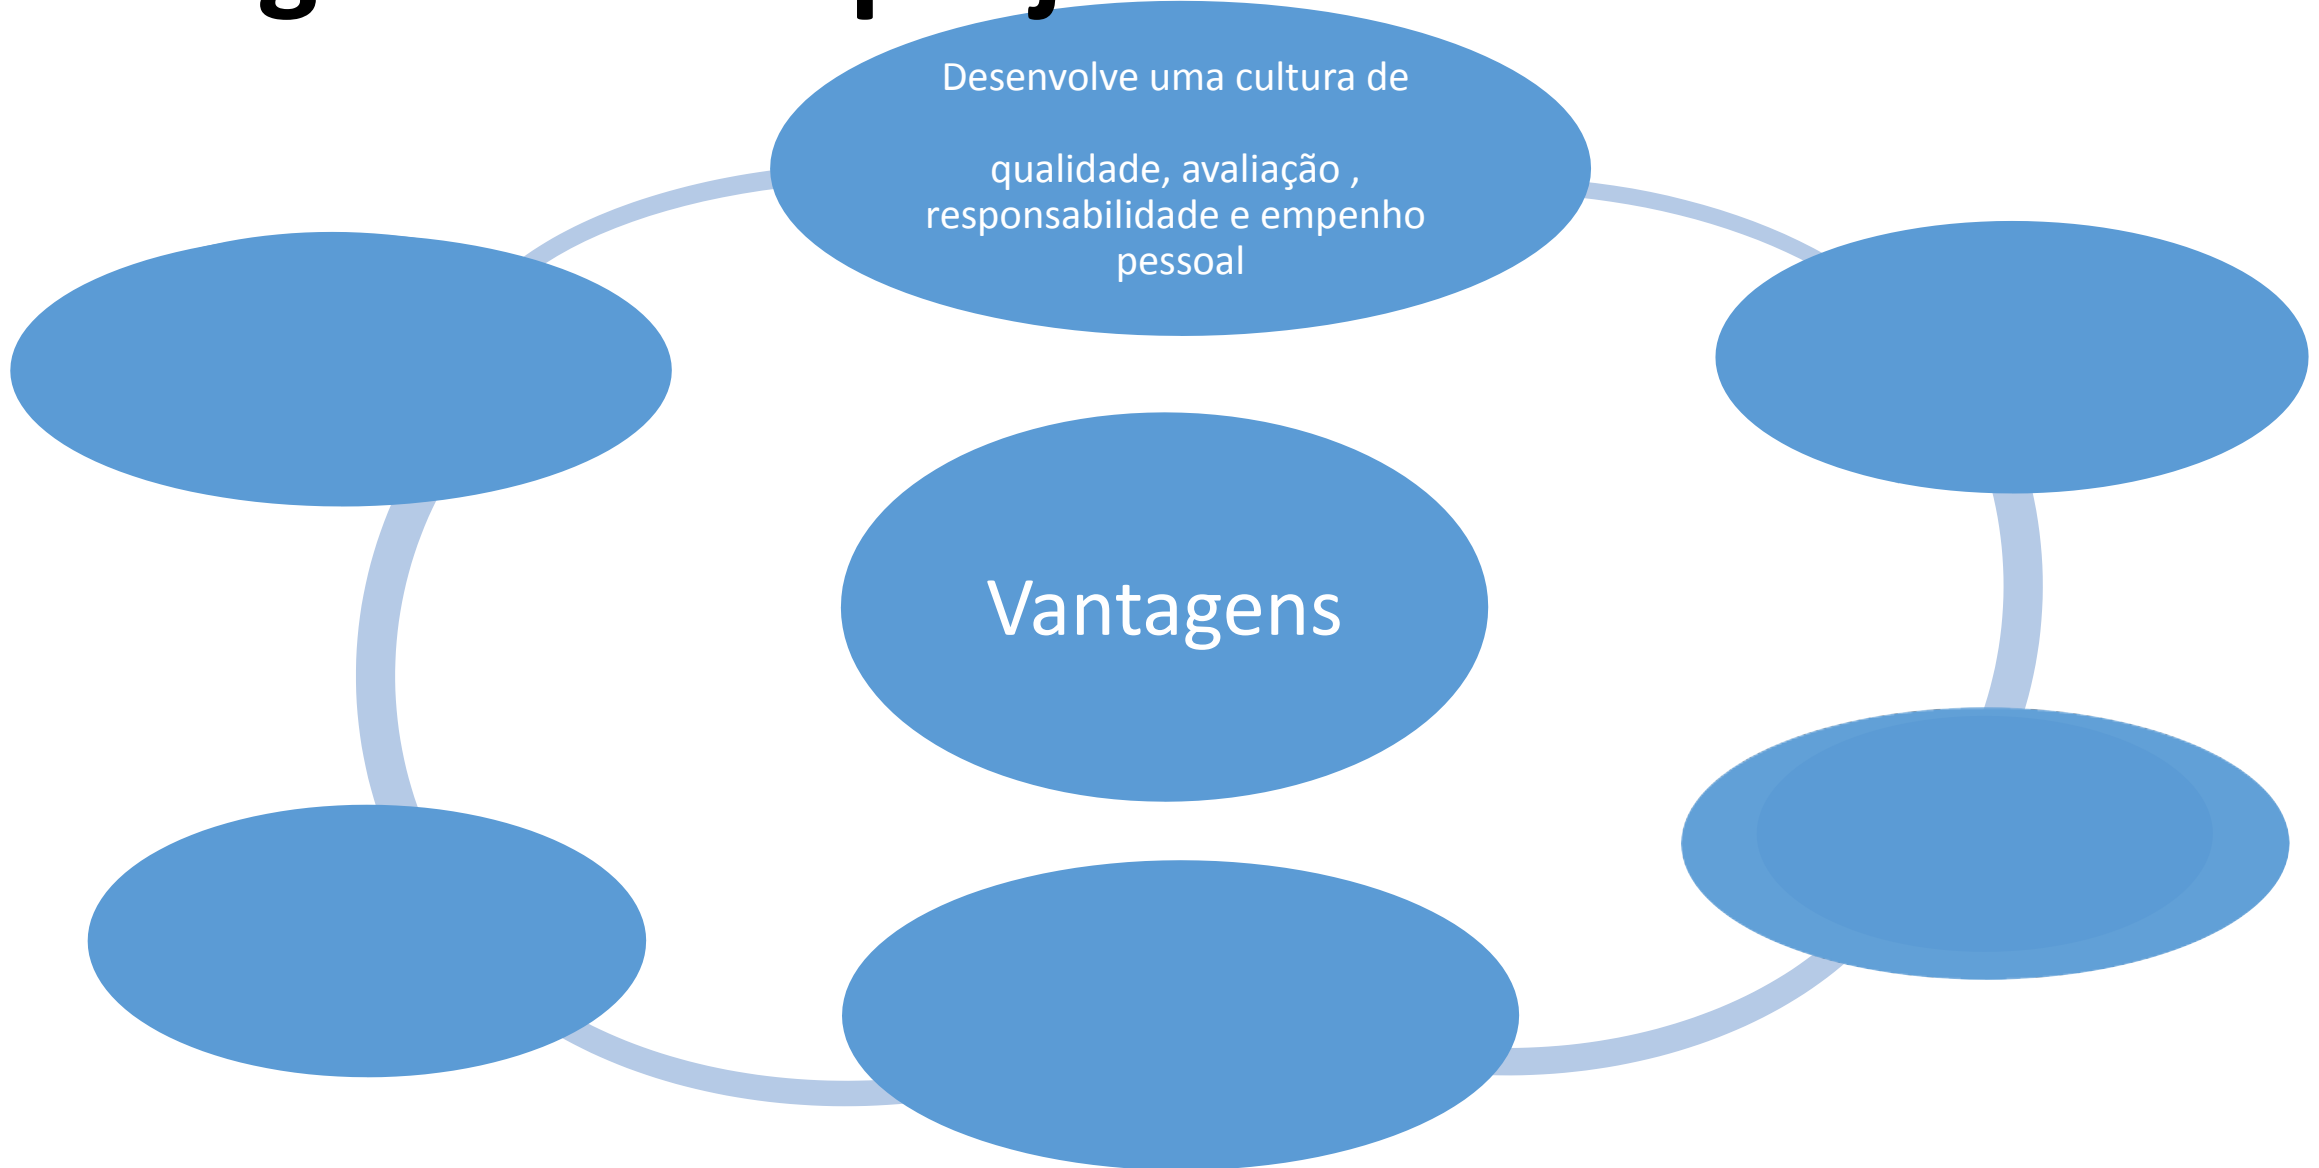 Desenvolve uma cultura de
qualidade, avaliação ,
responsabilidade e empenho
pessoal
Vantagens